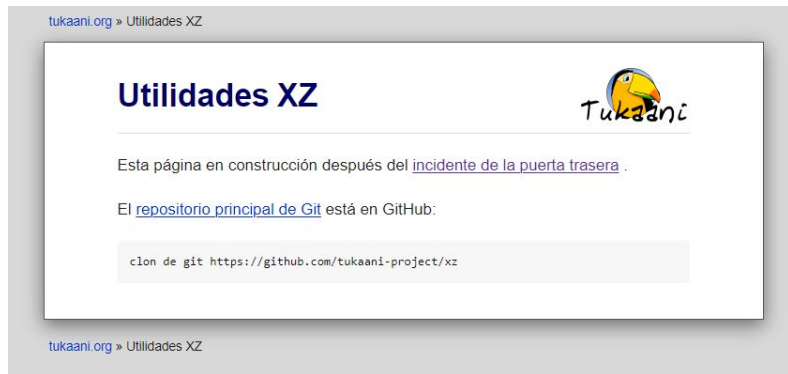 tukaani.org » Utilidades XZ
Utilidades XZ
Tukaani
Esta página en construcción después del incidente de la puerta trasera .
El repositorio principal de Git está en GitHub:
clon de git https://github.com/tukaani-project/xz
tukaani.org » Utilidades XZ